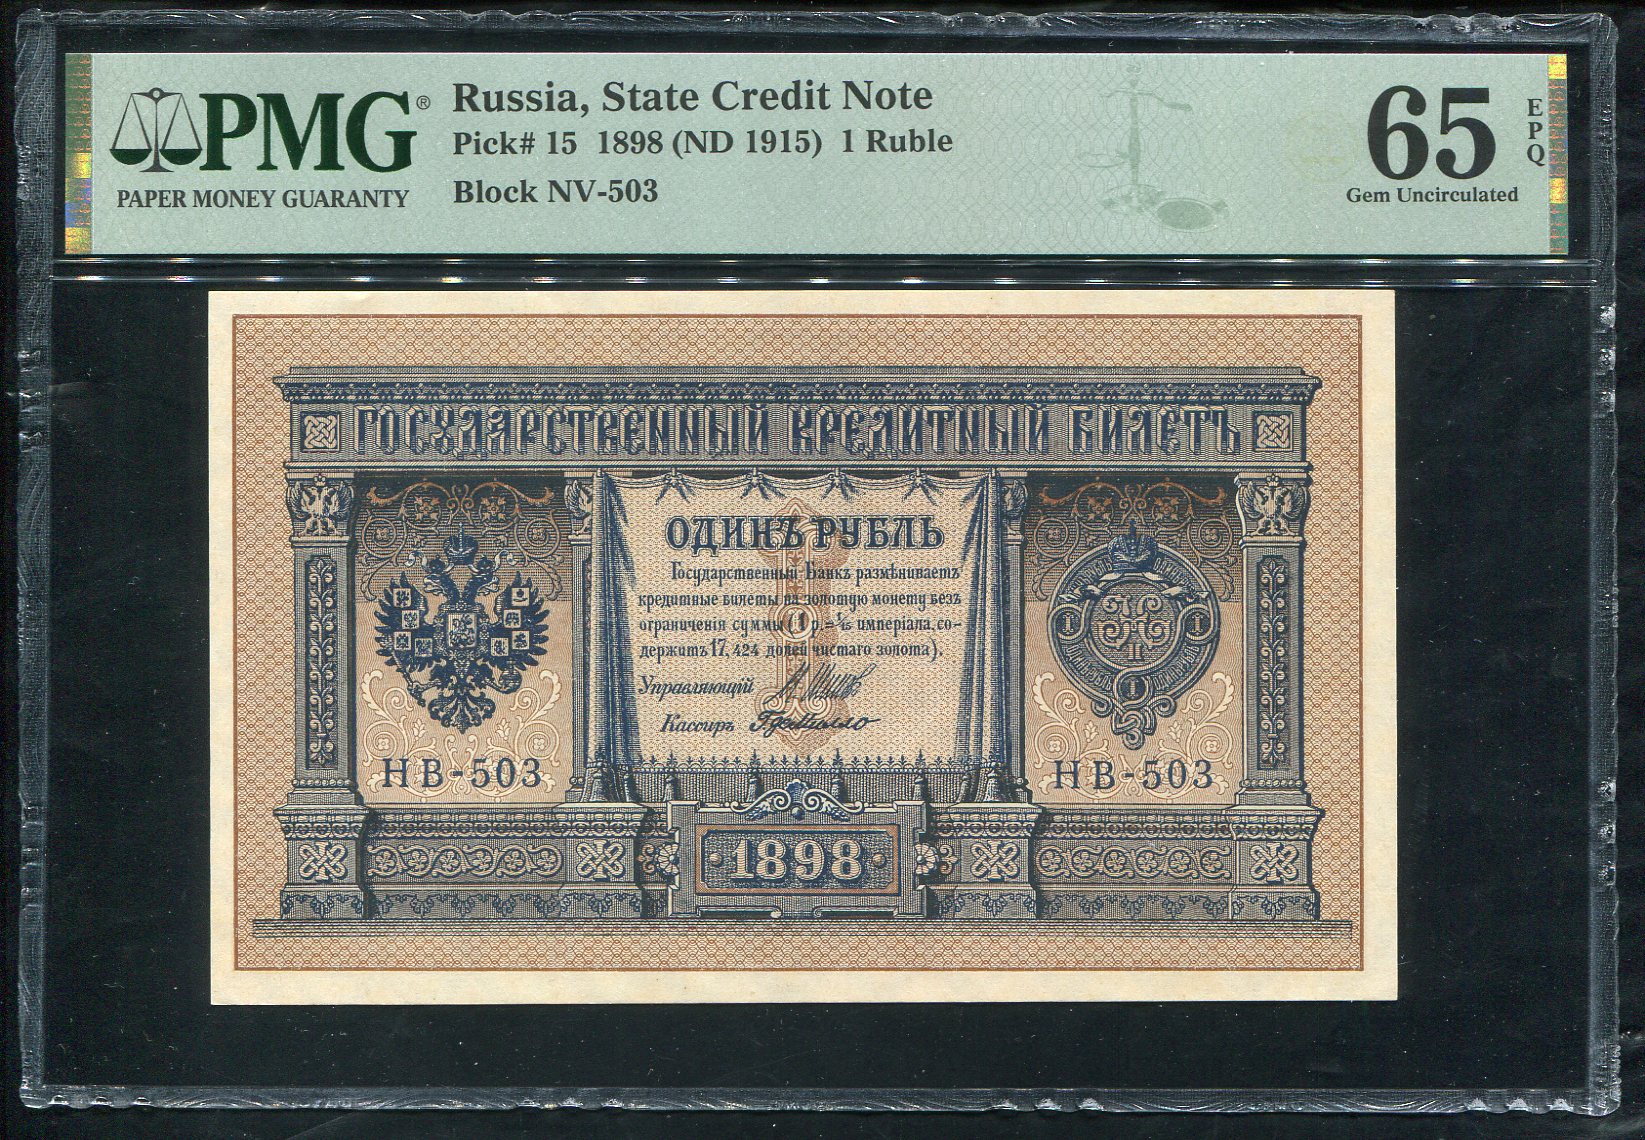 PMG®
PAPER MONEY GUARANTY
Russia, State Credit Note
Pick# 15 1898 (ND 1915) 1 Ruble
Block NV-503
65
EPQ
Gem Uncirculated
ГОСУДАРСТВЕННЫЙ КРЕДИТНЫЙ БИЛЕТЪ
ОДИНЪ РУБЛЬ
Государственный Банкъ размѣниваетъ
кредитные билеты на золотую монету безъ
ограниченія суммы (1 р.=1/15 имперіала, со-
держитъ 17,424 долей чистаго золота).
Управляющій
Кассиръ
НВ-503
НВ-503
1898